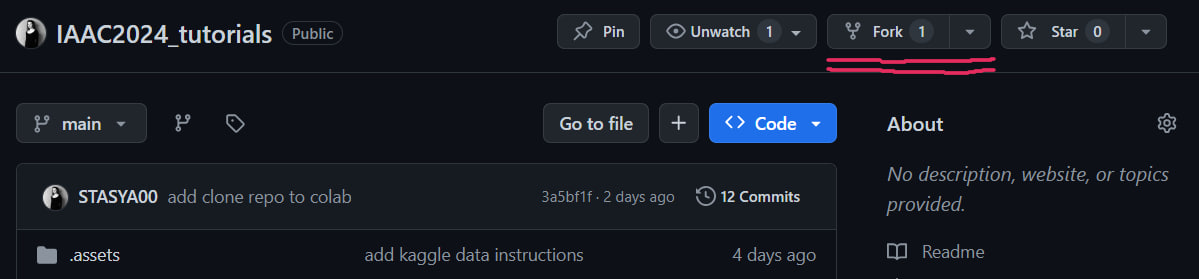 IAAC2024_tutorials Public Pin Unwatch 1 Fork 1 Star 0
main Go to file + Code About
STASYA00 add clone repo to colab 3a5bf1f · 2 days ago 12 Commits
No description, website, or topics
provided.
.assets add kaggle data instructions 4 days ago
Readme